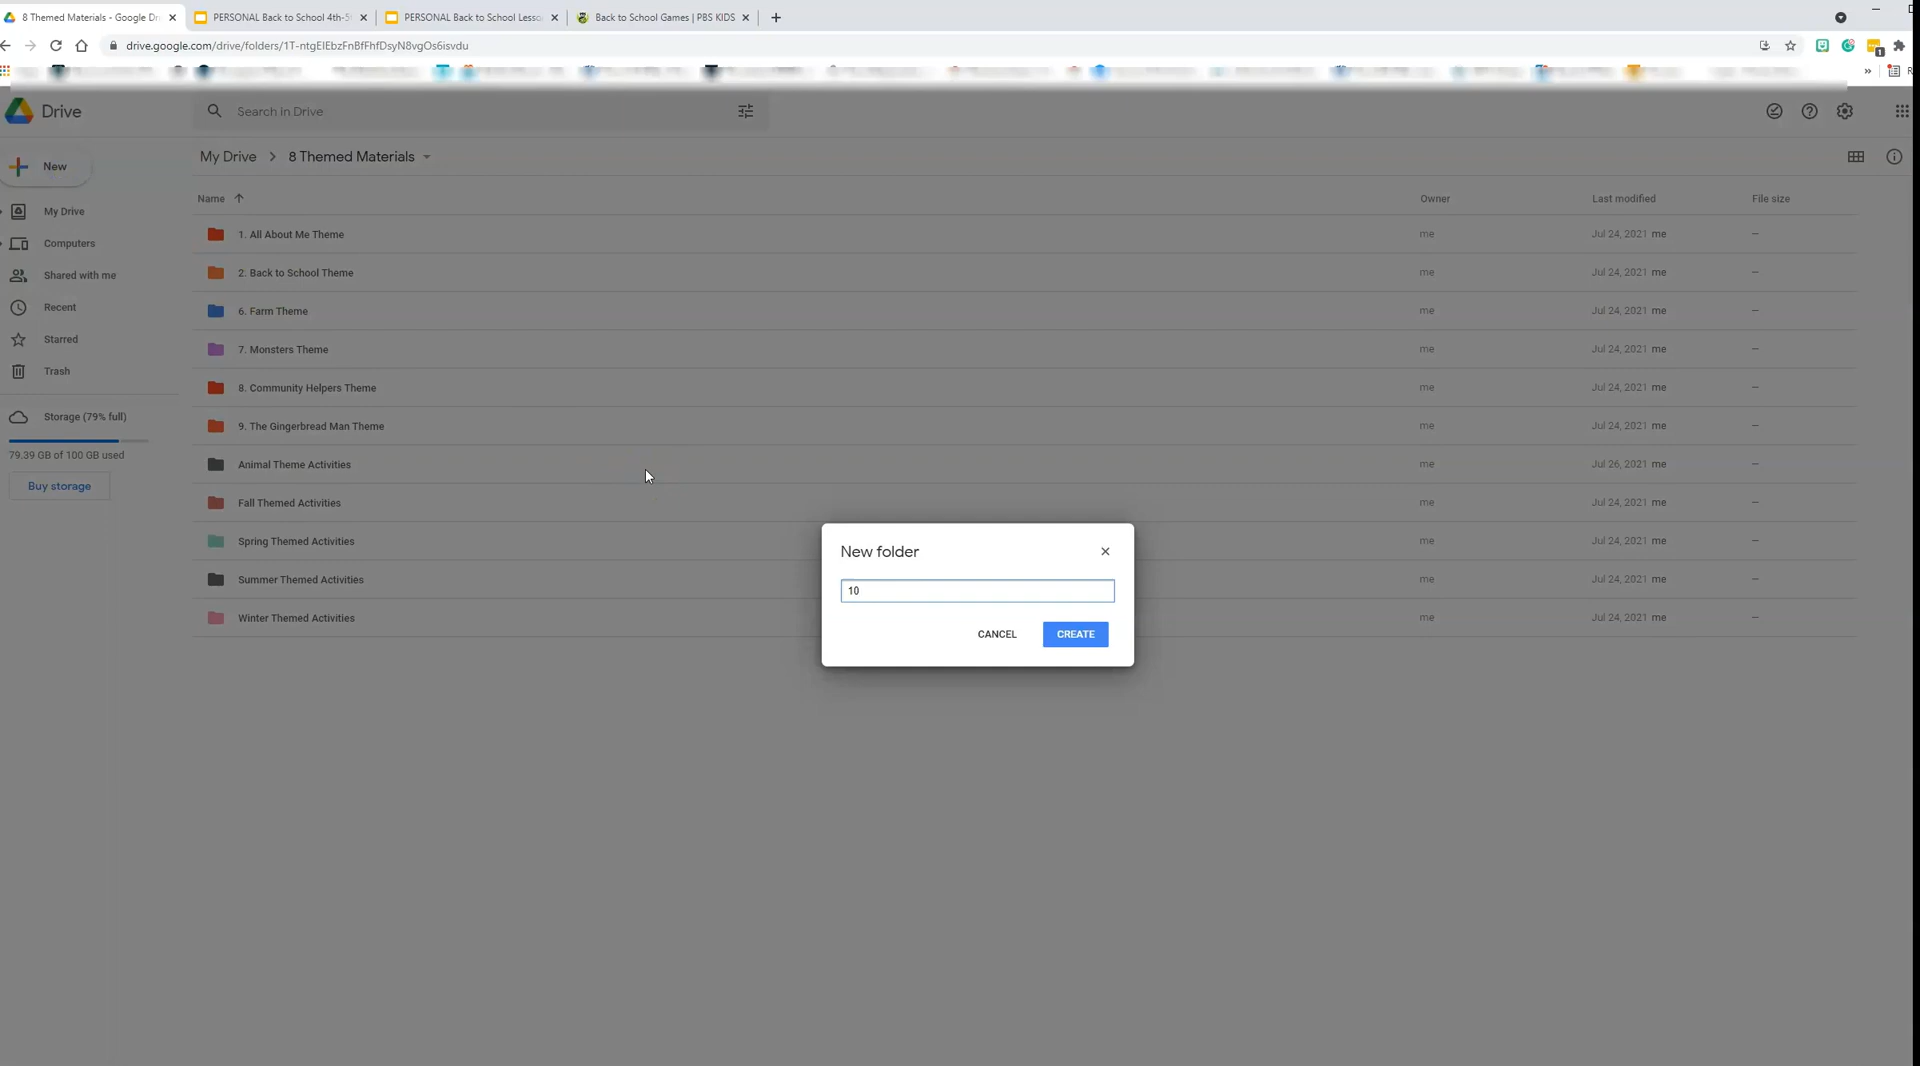 8 Themed Materials - Google Dr
PERSONAL Back to School 4th-5
PERSONAL Back to School Lesso
Back to School Games | PBS KIDS
drive.google.com/drive/folders/1T-ntgEIEbzFnBfFhfDsyN8vgOs6isvdu
1
»
R
Drive
Search in Drive
New
My Drive > 8 Themed Materials
Name Owner Last modified File size
My Drive
Computers
Shared with me
Recent
Starred
Trash
Storage (79% full)
79.39 GB of 100 GB used
Buy storage
1. All About Me Theme me Jul 24, 2021 me –
2. Back to School Theme me Jul 24, 2021 me –
6. Farm Theme me Jul 24, 2021 me –
7. Monsters Theme me Jul 24, 2021 me –
8. Community Helpers Theme me Jul 24, 2021 me –
9. The Gingerbread Man Theme me Jul 24, 2021 me –
Animal Theme Activities me Jul 26, 2021 me –
Fall Themed Activities me Jul 24, 2021 me –
Spring Themed Activities me Jul 24, 2021 me –
Summer Themed Activities me Jul 24, 2021 me –
Winter Themed Activities me Jul 24, 2021 me –
New folder
10
CANCEL
CREATE